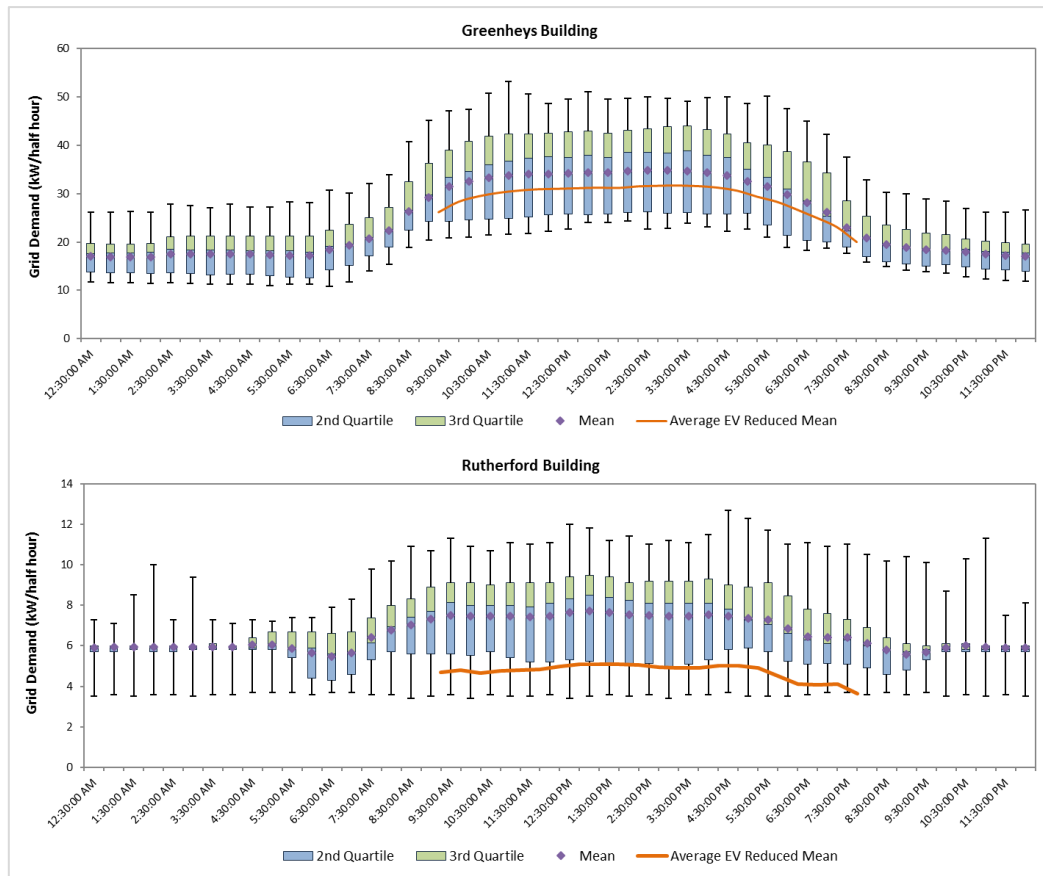 Greenheys Building
60
50
40
30
20
10
0
Grid Demand (kW/half hour)
12:30:00 AM
1:30:00 AM
2:30:00 AM
3:30:00 AM
4:30:00 AM
5:30:00 AM
6:30:00 AM
7:30:00 AM
8:30:00 AM
9:30:00 AM
10:30:00 AM
11:30:00 AM
12:30:00 PM
1:30:00 PM
2:30:00 PM
3:30:00 PM
4:30:00 PM
5:30:00 PM
6:30:00 PM
7:30:00 PM
8:30:00 PM
9:30:00 PM
10:30:00 PM
11:30:00 PM
2nd Quartile 3rd Quartile Mean Average EV Reduced Mean
Rutherford Building
14
12
10
8
6
4
2
0
Grid Demand (kW/half hour)
12:30:00 AM
1:30:00 AM
2:30:00 AM
3:30:00 AM
4:30:00 AM
5:30:00 AM
6:30:00 AM
7:30:00 AM
8:30:00 AM
9:30:00 AM
10:30:00 AM
11:30:00 AM
12:30:00 PM
1:30:00 PM
2:30:00 PM
3:30:00 PM
4:30:00 PM
5:30:00 PM
6:30:00 PM
7:30:00 PM
8:30:00 PM
9:30:00 PM
10:30:00 PM
11:30:00 PM
2nd Quartile 3rd Quartile Mean Average EV Reduced Mean